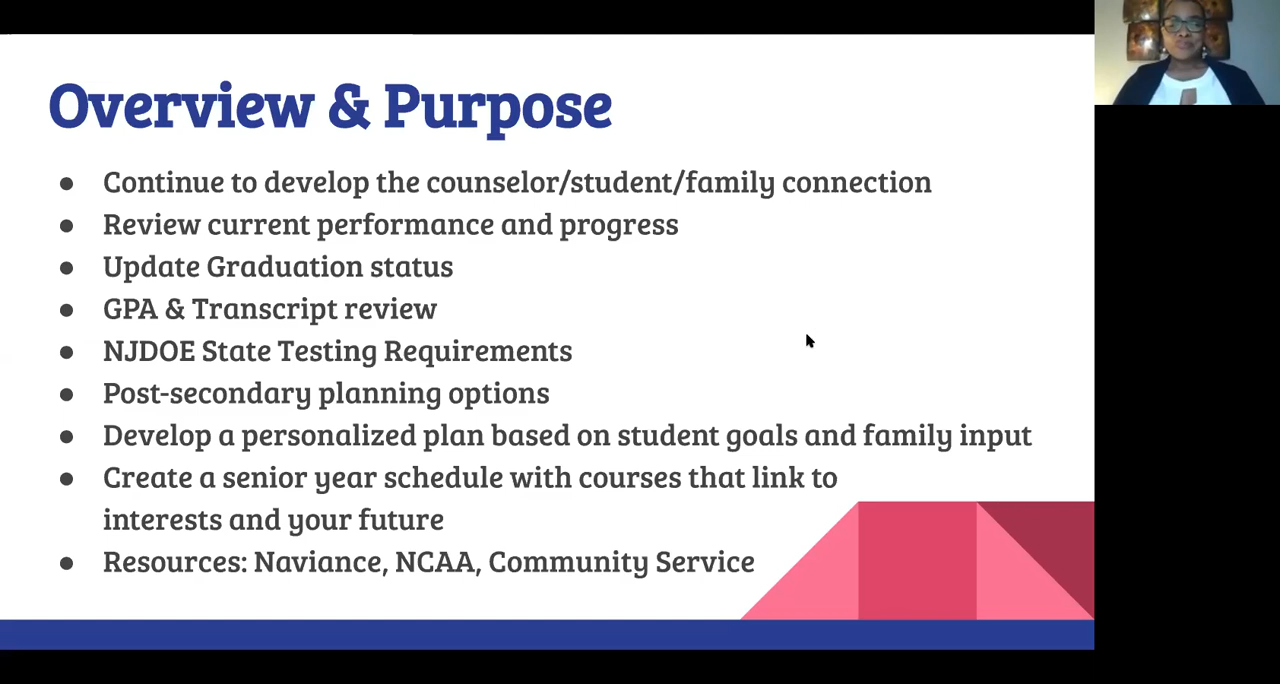 Overview & Purpose
● Continue to develop the counselor/student/family connection
● Review current performance and progress
● Update Graduation status
● GPA & Transcript review
● NJDOE State Testing Requirements
● Post-secondary planning options
● Develop a personalized plan based on student goals and family input
● Create a senior year schedule with courses that link to
interests and your future
● Resources: Naviance, NCAA, Community Service